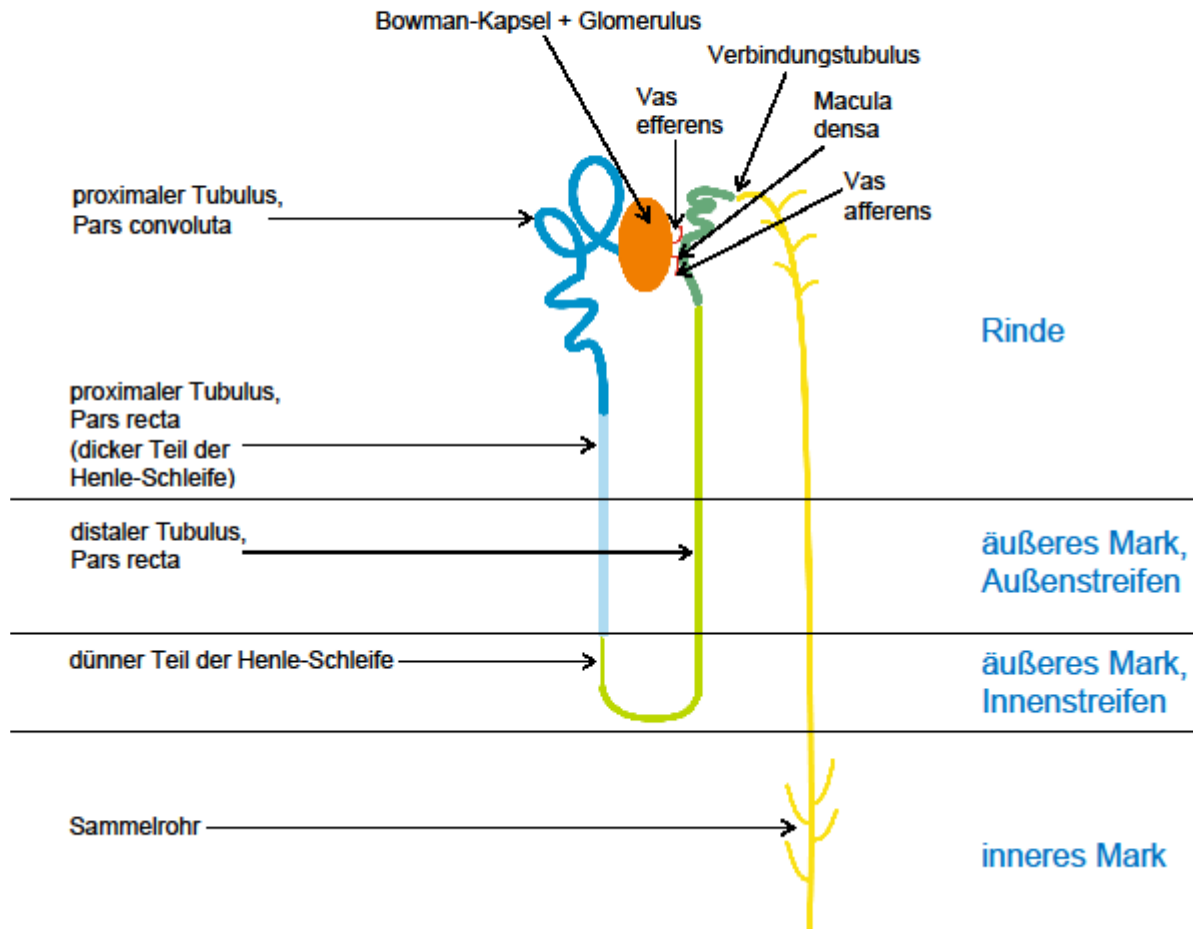 Bowman-Kapsel + Glomerulus
Verbindungstubulus
Vas
efferens
Macula
densa
Vas
afferens
proximaler Tubulus,
Pars convoluta
Rinde
proximaler Tubulus,
Pars recta
(dicker Teil der
Henle-Schleife)
distaler Tubulus,
Pars recta
äußeres Mark,
Außenstreifen
dünner Teil der Henle-Schleife
äußeres Mark,
Innenstreifen
Sammelrohr
inneres Mark